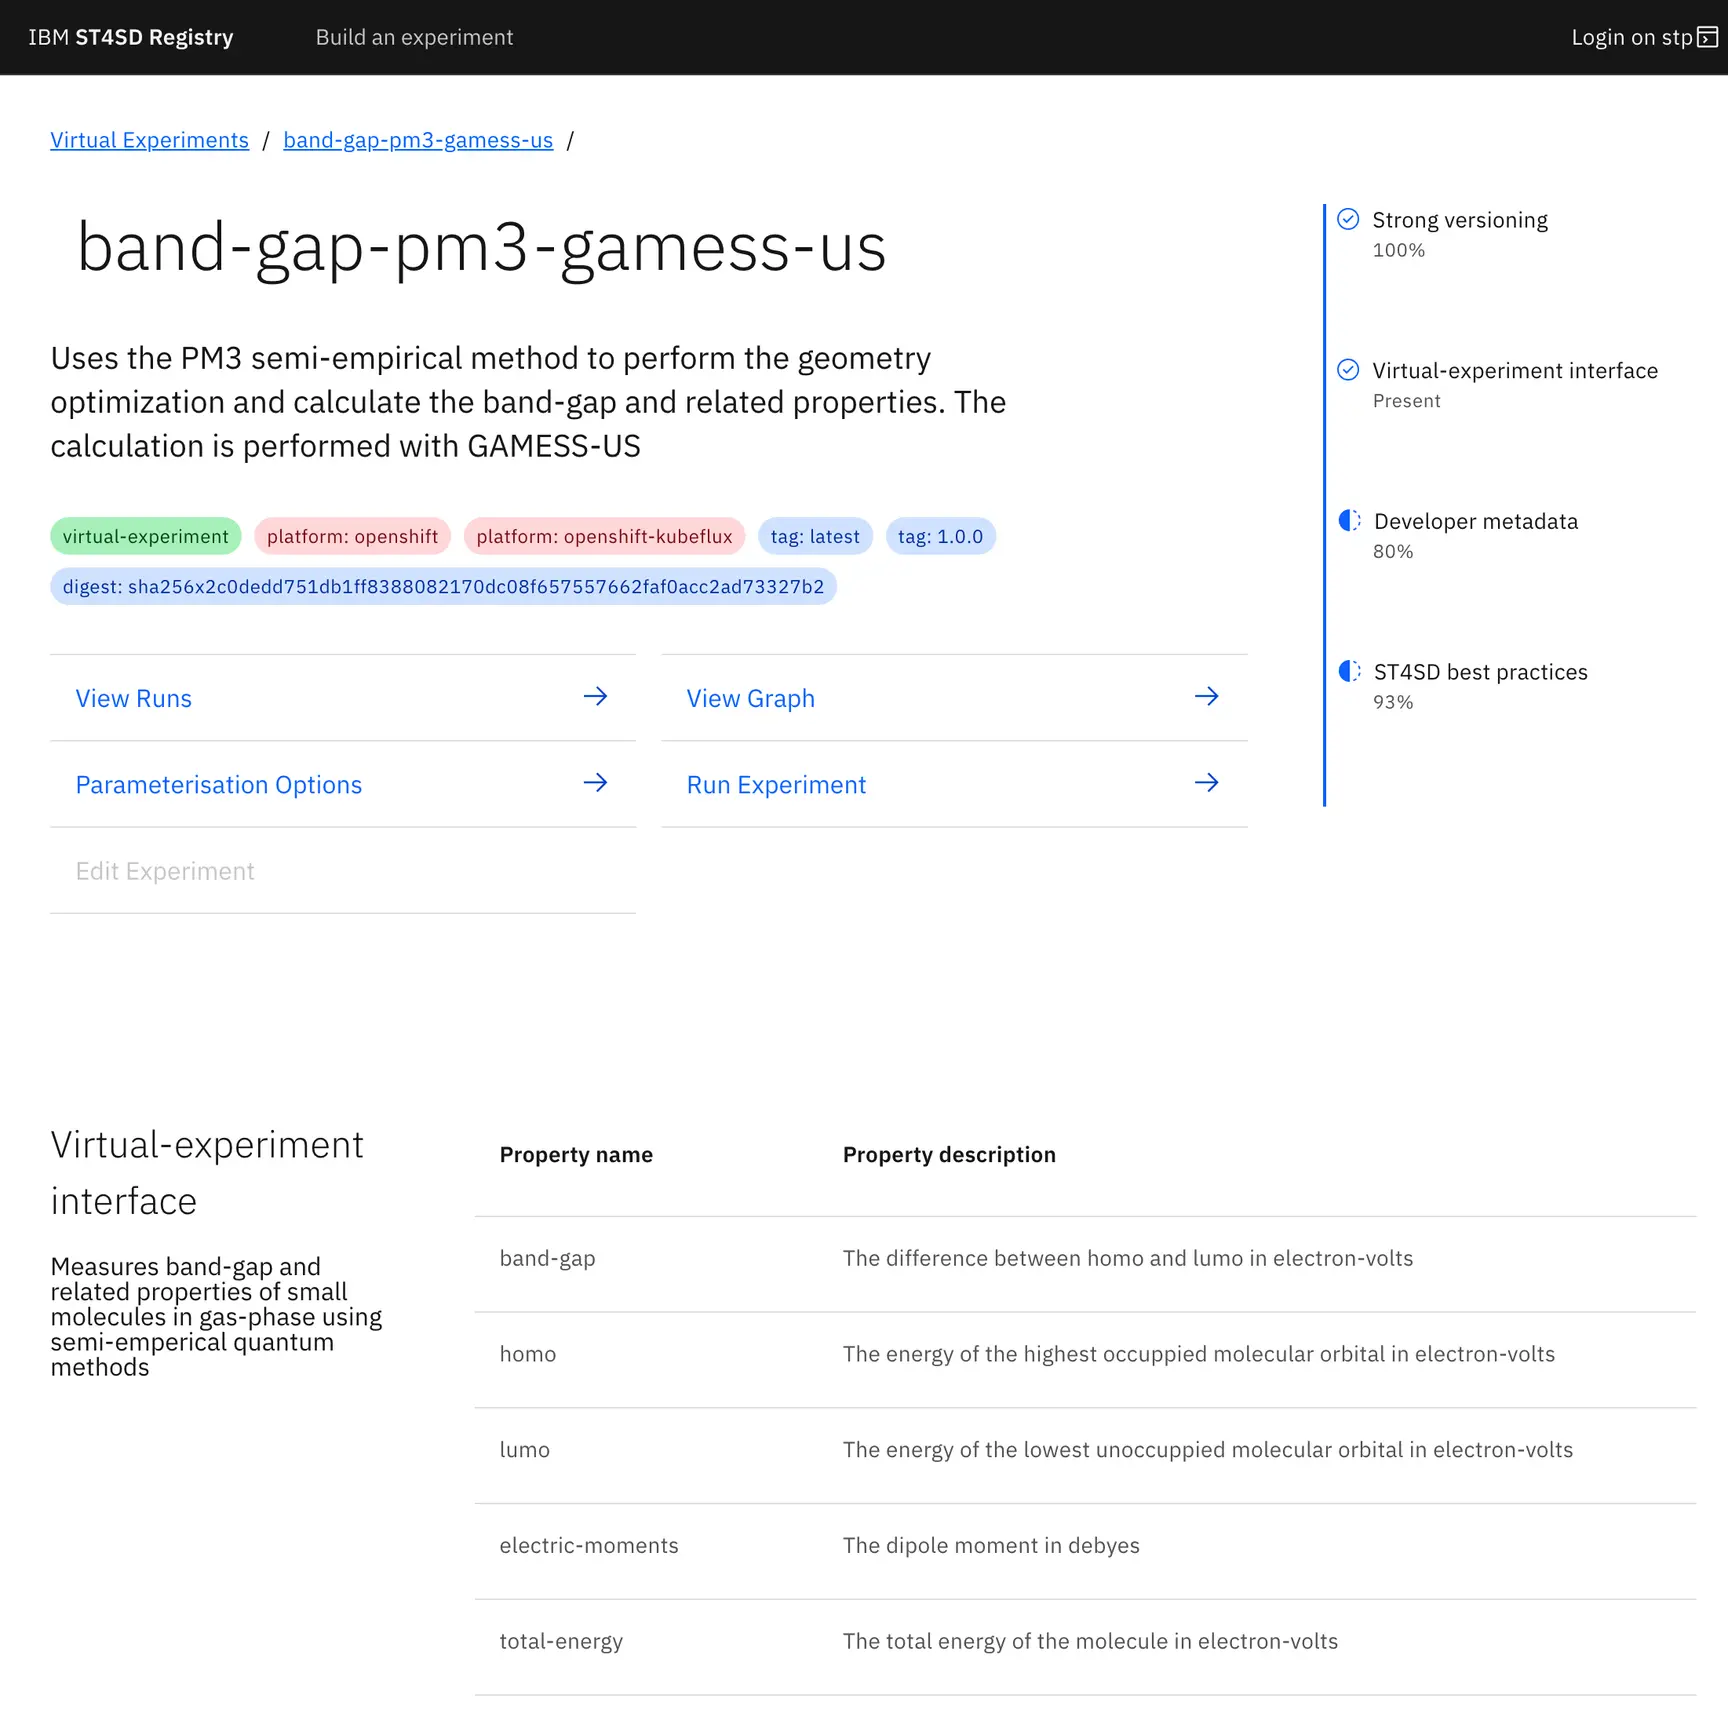 IBM ST4SD Registry
Build an experiment
Login on stp
Virtual Experiments / band-gap-pm3-gamess-us /
band-gap-pm3-gamess-us
Uses the PM3 semi-empirical method to perform the geometry
optimization and calculate the band-gap and related properties. The
calculation is performed with GAMESS-US
virtual-experiment
platform: openshift
platform: openshift-kubeflux
tag: latest
tag: 1.0.0
digest: sha256x2c0dedd751db1ff8388082170dc08f657557662faf0acc2ad73327b2
View Runs
View Graph
Parameterisation Options
Run Experiment
Edit Experiment
Strong versioning
100%
Virtual-experiment interface
Present
Developer metadata
80%
ST4SD best practices
93%
Virtual-experiment
interface
Measures band-gap and
related properties of small
molecules in gas-phase using
semi-emperical quantum
methods
Property name
Property description
band-gap
The difference between homo and lumo in electron-volts
homo
The energy of the highest occuppied molecular orbital in electron-volts
lumo
The energy of the lowest unoccuppied molecular orbital in electron-volts
electric-moments
The dipole moment in debyes
total-energy
The total energy of the molecule in electron-volts